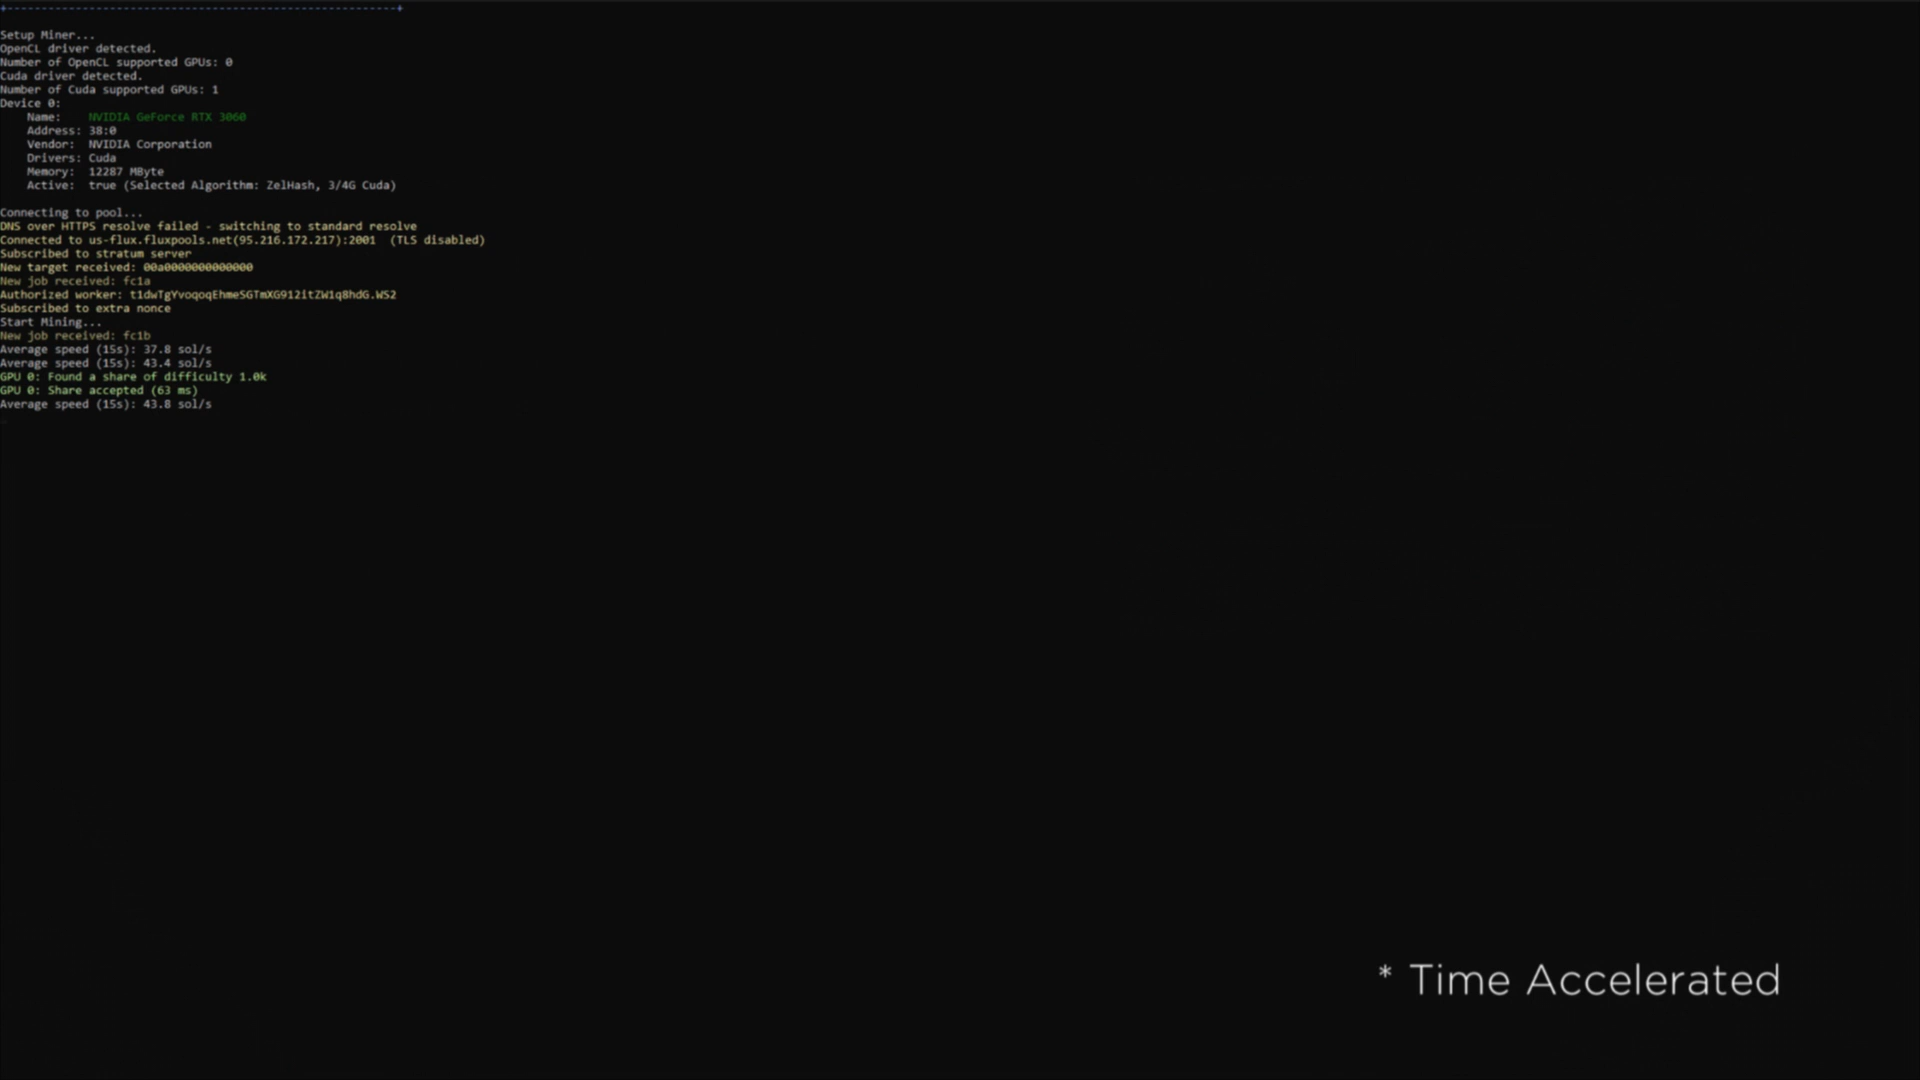 +----------------------------------------------------------+
Setup Miner...
OpenCL driver detected.
Number of OpenCL supported GPUs: 0
Cuda driver detected.
Number of Cuda supported GPUs: 1
Device 0:
Name: NVIDIA GeForce RTX 3060
Address: 38:0
Vendor: NVIDIA Corporation
Drivers: Cuda
Memory: 12287 MByte
Active: true (Selected Algorithm: ZelHash, 3/4G Cuda)
Connecting to pool...
DNS over HTTPS resolve failed - switching to standard resolve
Connected to us-flux.fluxpools.net(95.216.172.217):2001 (TLS disabled)
Subscribed to stratum server
New target received: 00a0000000000000
New job received: fc1a
Authorized worker: t1dwTgYvoqoqEhmeSGTmXG912itZW1q8hdG.WS2
Subscribed to extra nonce
Start Mining...
New job received: fc1b
Average speed (15s): 37.8 sol/s
Average speed (15s): 43.4 sol/s
GPU 0: Found a share of difficulty 1.0k
GPU 0: Share accepted (63 ms)
Average speed (15s): 43.8 sol/s
* Time Accelerated